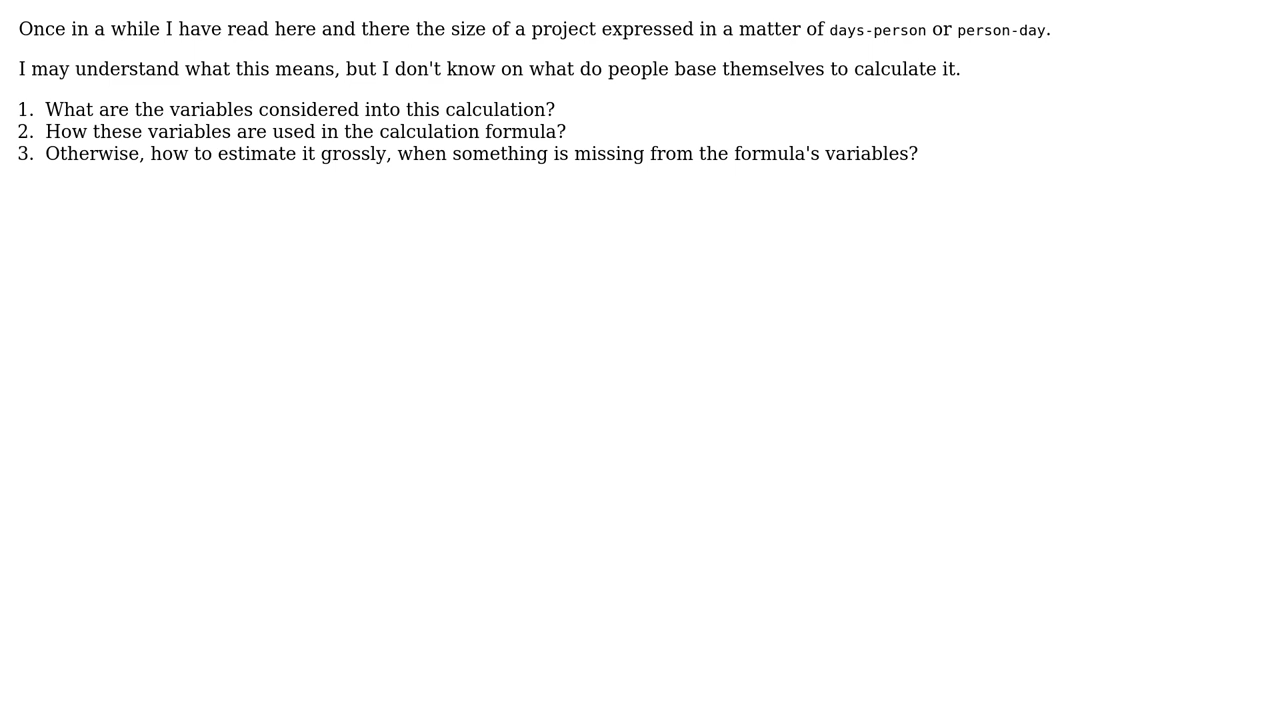 Once in a while I have read here and there the size of a project expressed in a matter of days-person or person-day.
I may understand what this means, but I don't know on what do people base themselves to calculate it.
1. What are the variables considered into this calculation?
2. How these variables are used in the calculation formula?
3. Otherwise, how to estimate it grossly, when something is missing from the formula's variables?